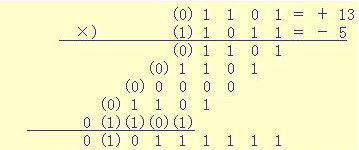 (0) 1 1 0 1 = + 13
×) (1) 1 0 1 1 = - 5
(0) 1 1 0 1
(0) 1 1 0 1
(0) 0 0 0 0
(0) 1 1 0 1
0 (1)(1)(0)(1)
0 (1) 0 1 1 1 1 1 1